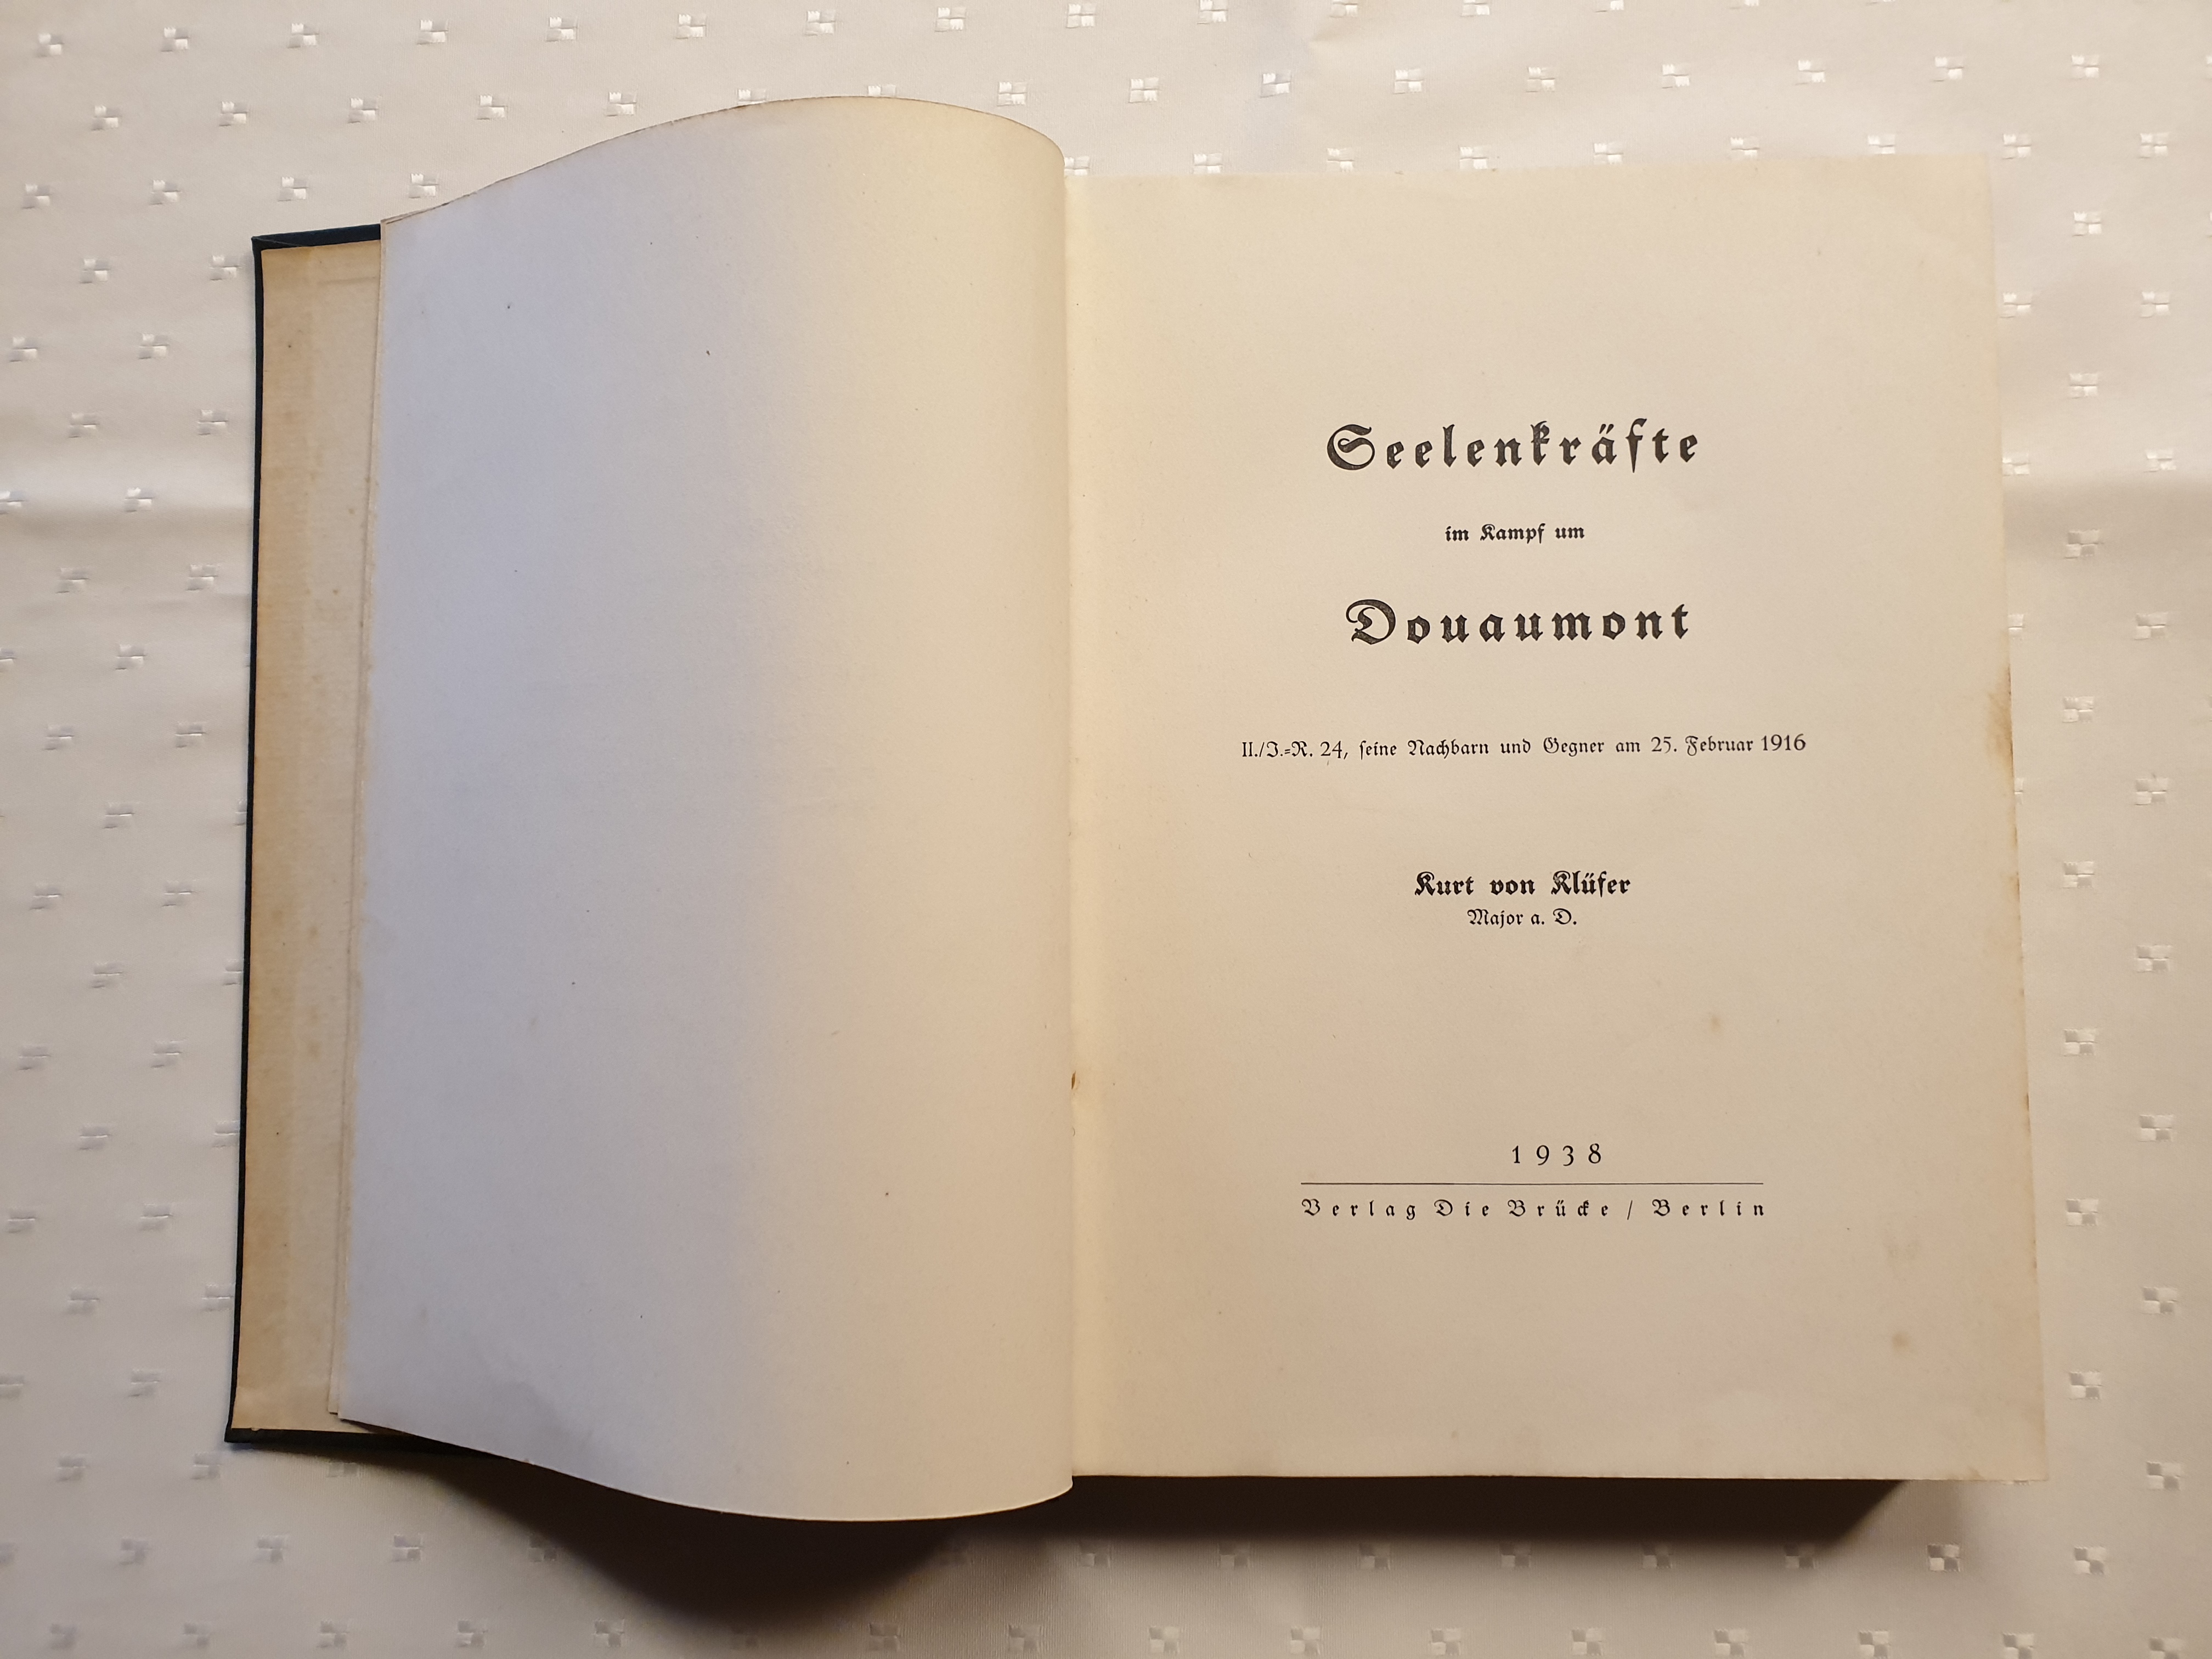 Seelenkräfte
im Kampf um
Douaumont
II./J.=R. 24, seine Nachbarn und Gegner am 25. Februar 1916
Kurt von Klüfer
Major a. D.
1938
Verlag Die Brücke / Berlin